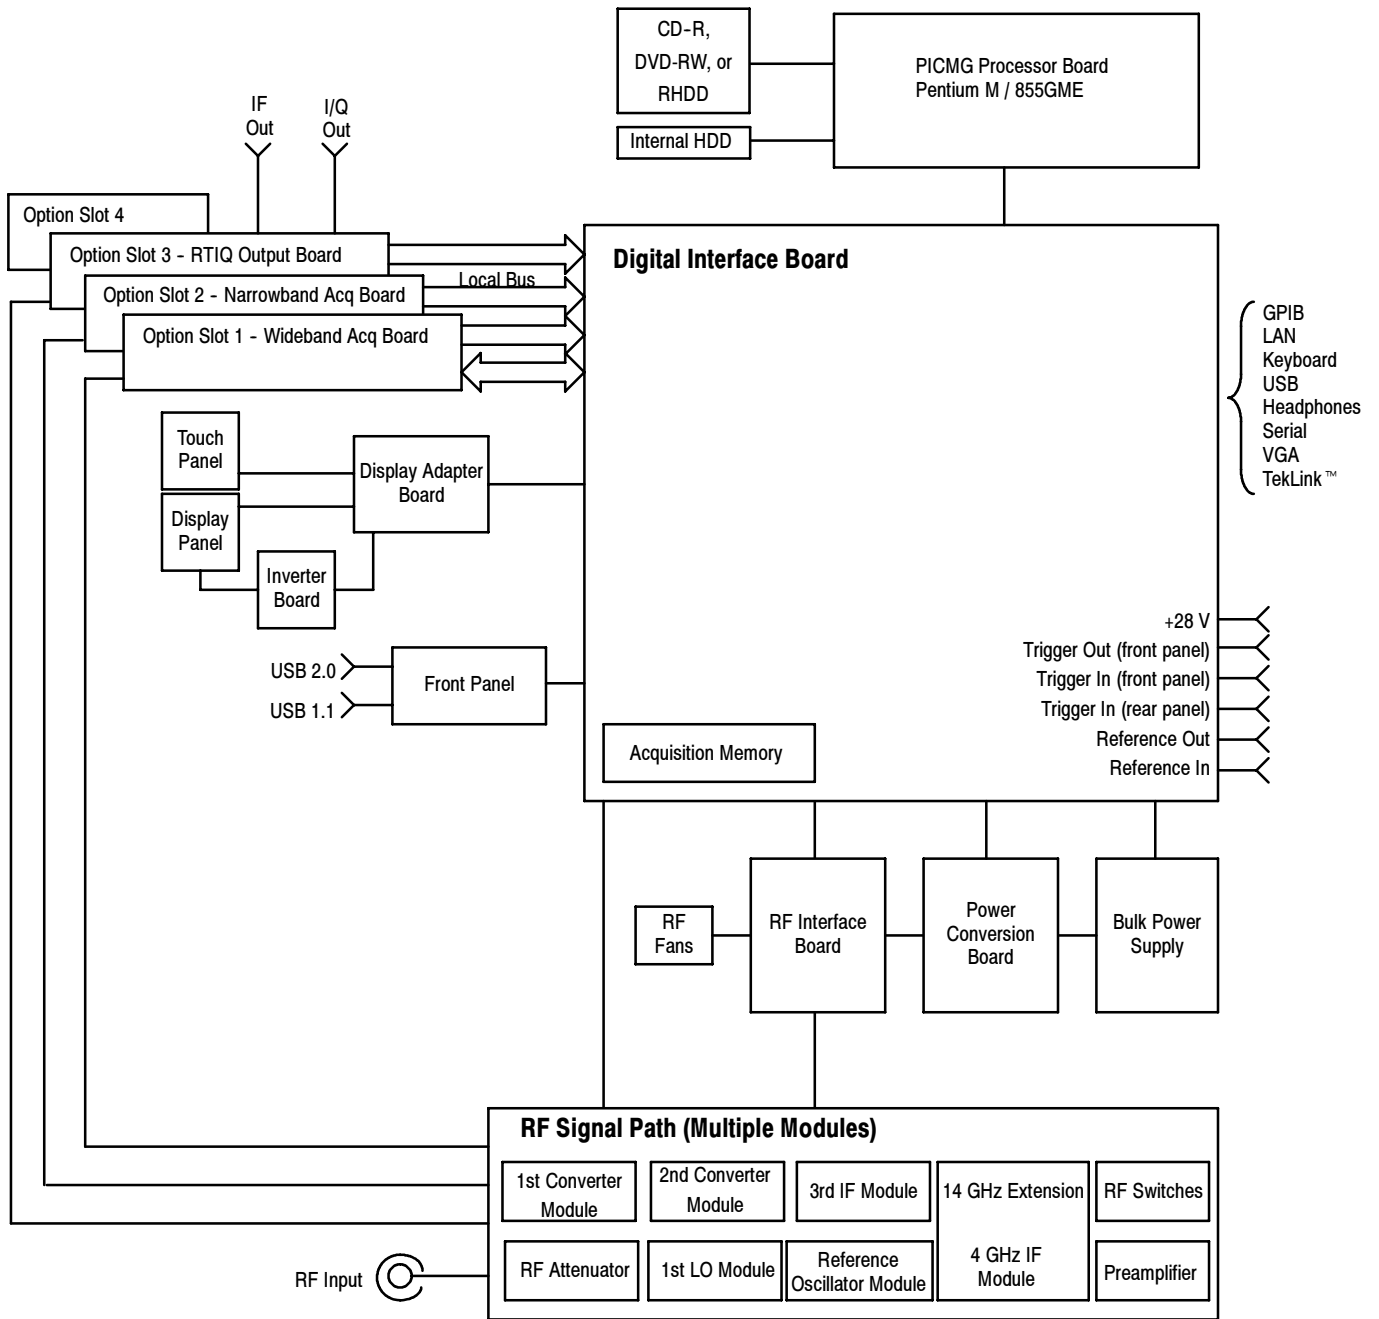 CD-R,
DVD-RW, or
RHDD
PICMG Processor Board
Pentium M / 855GME
Internal HDD
IF
Out
I/Q
Out
Option Slot 4
Option Slot 3 - RTIQ Output Board
Option Slot 2 - Narrowband Acq Board
Option Slot 1 - Wideband Acq Board
Local Bus
Digital Interface Board
GPIB
LAN
Keyboard
USB
Headphones
Serial
VGA
TekLink™
Touch
Panel
Display Adapter
Board
Display
Panel
Inverter
Board
USB 2.0
USB 1.1
Front Panel
+28 V
Trigger Out (front panel)
Trigger In (front panel)
Trigger In (rear panel)
Reference Out
Reference In
Acquisition Memory
RF
Fans
RF Interface
Board
Power
Conversion
Board
Bulk Power
Supply
RF Signal Path (Multiple Modules)
1st Converter
Module
2nd Converter
Module
3rd IF Module
14 GHz Extension
RF Switches
RF Input
RF Attenuator
1st LO Module
Reference
Oscillator Module
4 GHz IF
Module
Preamplifier